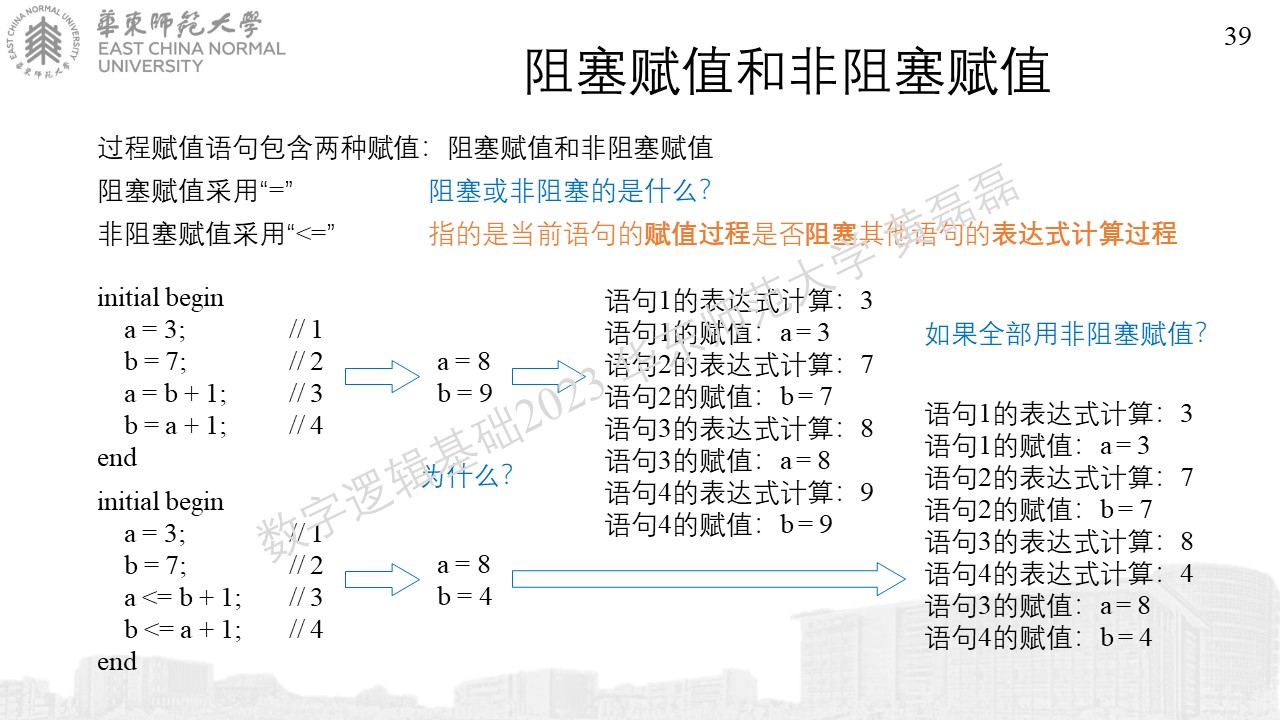 華東師範大學
EAST CHINA NORMAL UNIVERSITY
EAST CHINA NORMAL
UNIVERSITY
華東師範大學
39
阻塞赋值和非阻塞赋值
过程赋值语句包含两种赋值：阻塞赋值和非阻塞赋值
阻塞赋值采用“=”
阻塞或非阻塞的是什么？
非阻塞赋值采用“<=”
指的是当前语句的赋值过程是否阻塞其他语句的表达式计算过程
initial begin
a = 3; // 1
b = 7; // 2
a = b + 1; // 3
b = a + 1; // 4
end
a = 8
b = 9
语句1的表达式计算：3
语句1的赋值：a = 3
语句2的表达式计算：7
语句2的赋值：b = 7
语句3的表达式计算：8
语句3的赋值：a = 8
语句4的表达式计算：9
语句4的赋值：b = 9
为什么？
如果全部用非阻塞赋值？
initial begin
a = 3; // 1
b = 7; // 2
a <= b + 1; // 3
b <= a + 1; // 4
end
a = 8
b = 4
语句1的表达式计算：3
语句1的赋值：a = 3
语句2的表达式计算：7
语句2的赋值：b = 7
语句3的表达式计算：8
语句4的表达式计算：4
语句3的赋值：a = 8
语句4的赋值：b = 4
数字逻辑基础2023 华东师范大学 黄磊磊